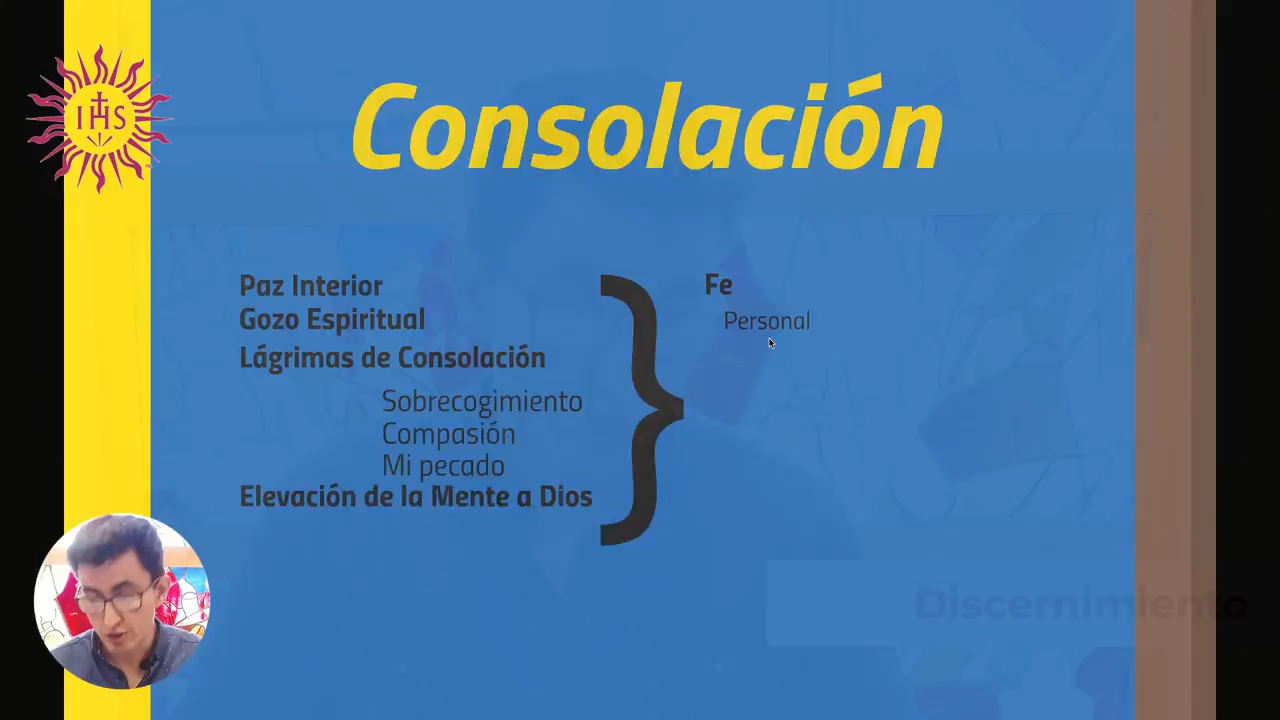 IHS
Consolación
Paz Interior
Gozo Espiritual
Lágrimas de Consolación
Sobrecogimiento
Compasión
Mi pecado
Elevación de la Mente a Dios
Fe
Personal
Discernimiento